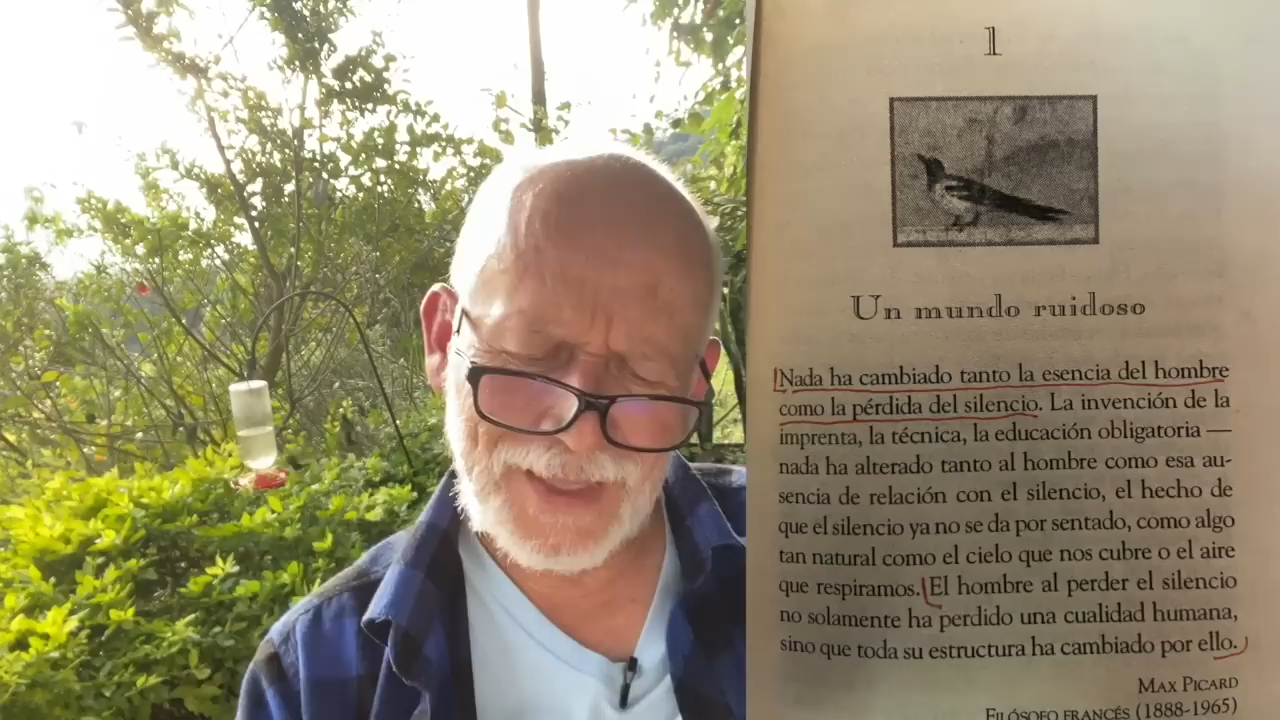 1
Un mundo ruidoso
Nada ha cambiado tanto la esencia del hombre
como la pérdida del silencio. La invención de la
imprenta, la técnica, la educación obligatoria —
nada ha alterado tanto al hombre como esa au-
sencia de relación con el silencio, el hecho de
que el silencio ya no se da por sentado, como algo
tan natural como el cielo que nos cubre o el aire
que respiramos. El hombre al perder el silencio
no solamente ha perdido una cualidad humana,
sino que toda su estructura ha cambiado por ello.
MAX PICARD
FILÓSOFO FRANCÉS (1888-1965)